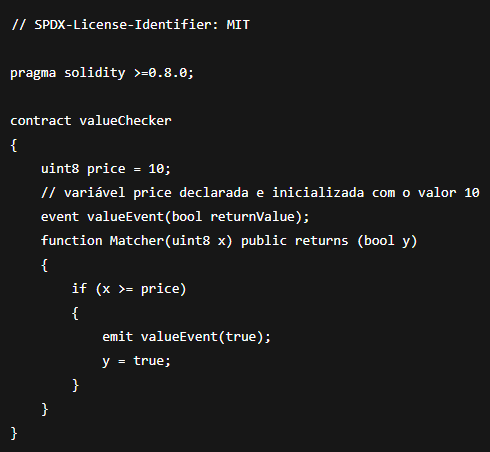 // SPDX-License-Identifier: MIT
pragma solidity >=0.8.0;
contract valueChecker
{
uint8 price = 10;
// variável price declarada e inicializada com o valor 10
event valueEvent(bool returnValue);
function Matcher(uint8 x) public returns (bool y)
{
if (x >= price)
{
emit valueEvent(true);
y = true;
}
}
}